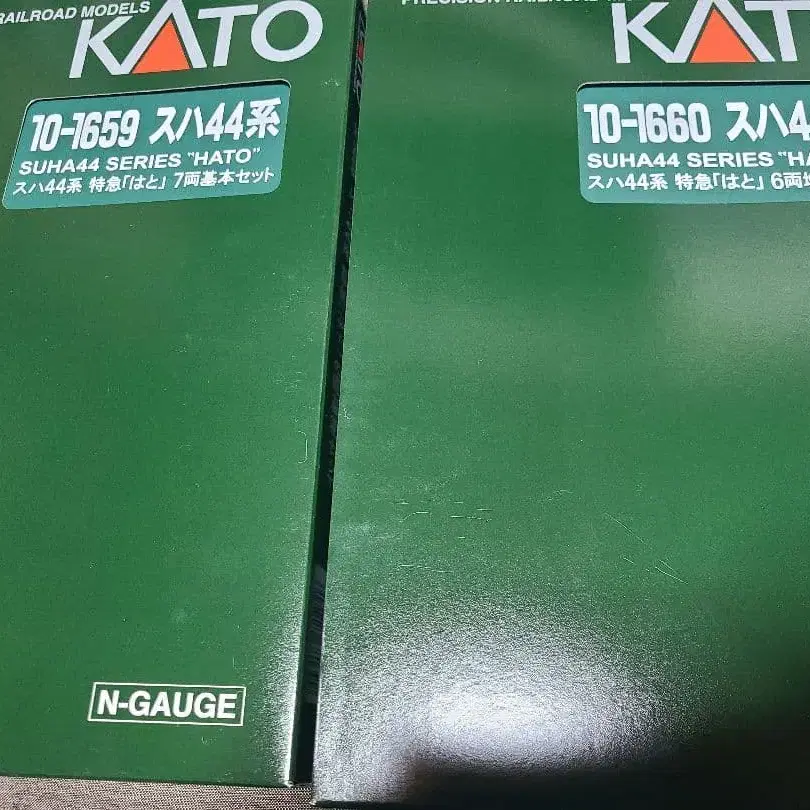 RAILROAD MODELS
KATO
10-1659 スハ44系
SUHA44 SERIES "HATO"
スハ44系 特急「はと」 7両基本セット
N-GAUGE
PRECISION RAILROAD
KAT
10-1660 スハ4
SUHA44 SERIES "HA
スハ44系 特急「はと」 6両増